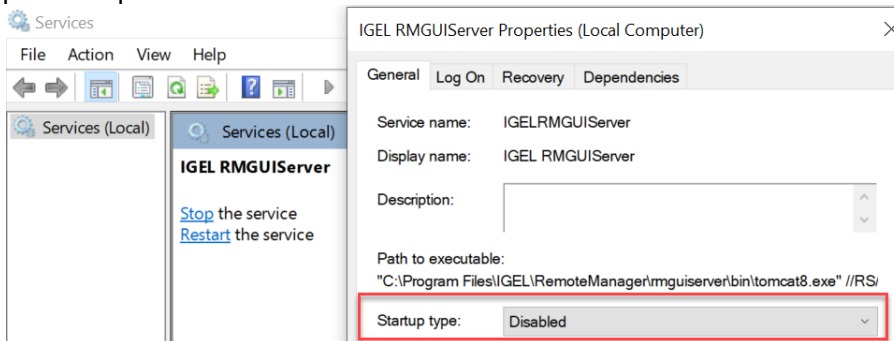 Services
File Action View Help
Services (Local)
Services (Local)
IGEL RMGUIServer
Stop the service
Restart the service
IGEL RMGUIServer Properties (Local Computer)
General Log On Recovery Dependencies
Service name: IGELRMGUIServer
Display name: IGEL RMGUIServer
Description:
Path to executable:
"C:\Program Files\IGEL\RemoteManager\rmguiserver\bin\tomcat8.exe" //RS/
Startup type: Disabled